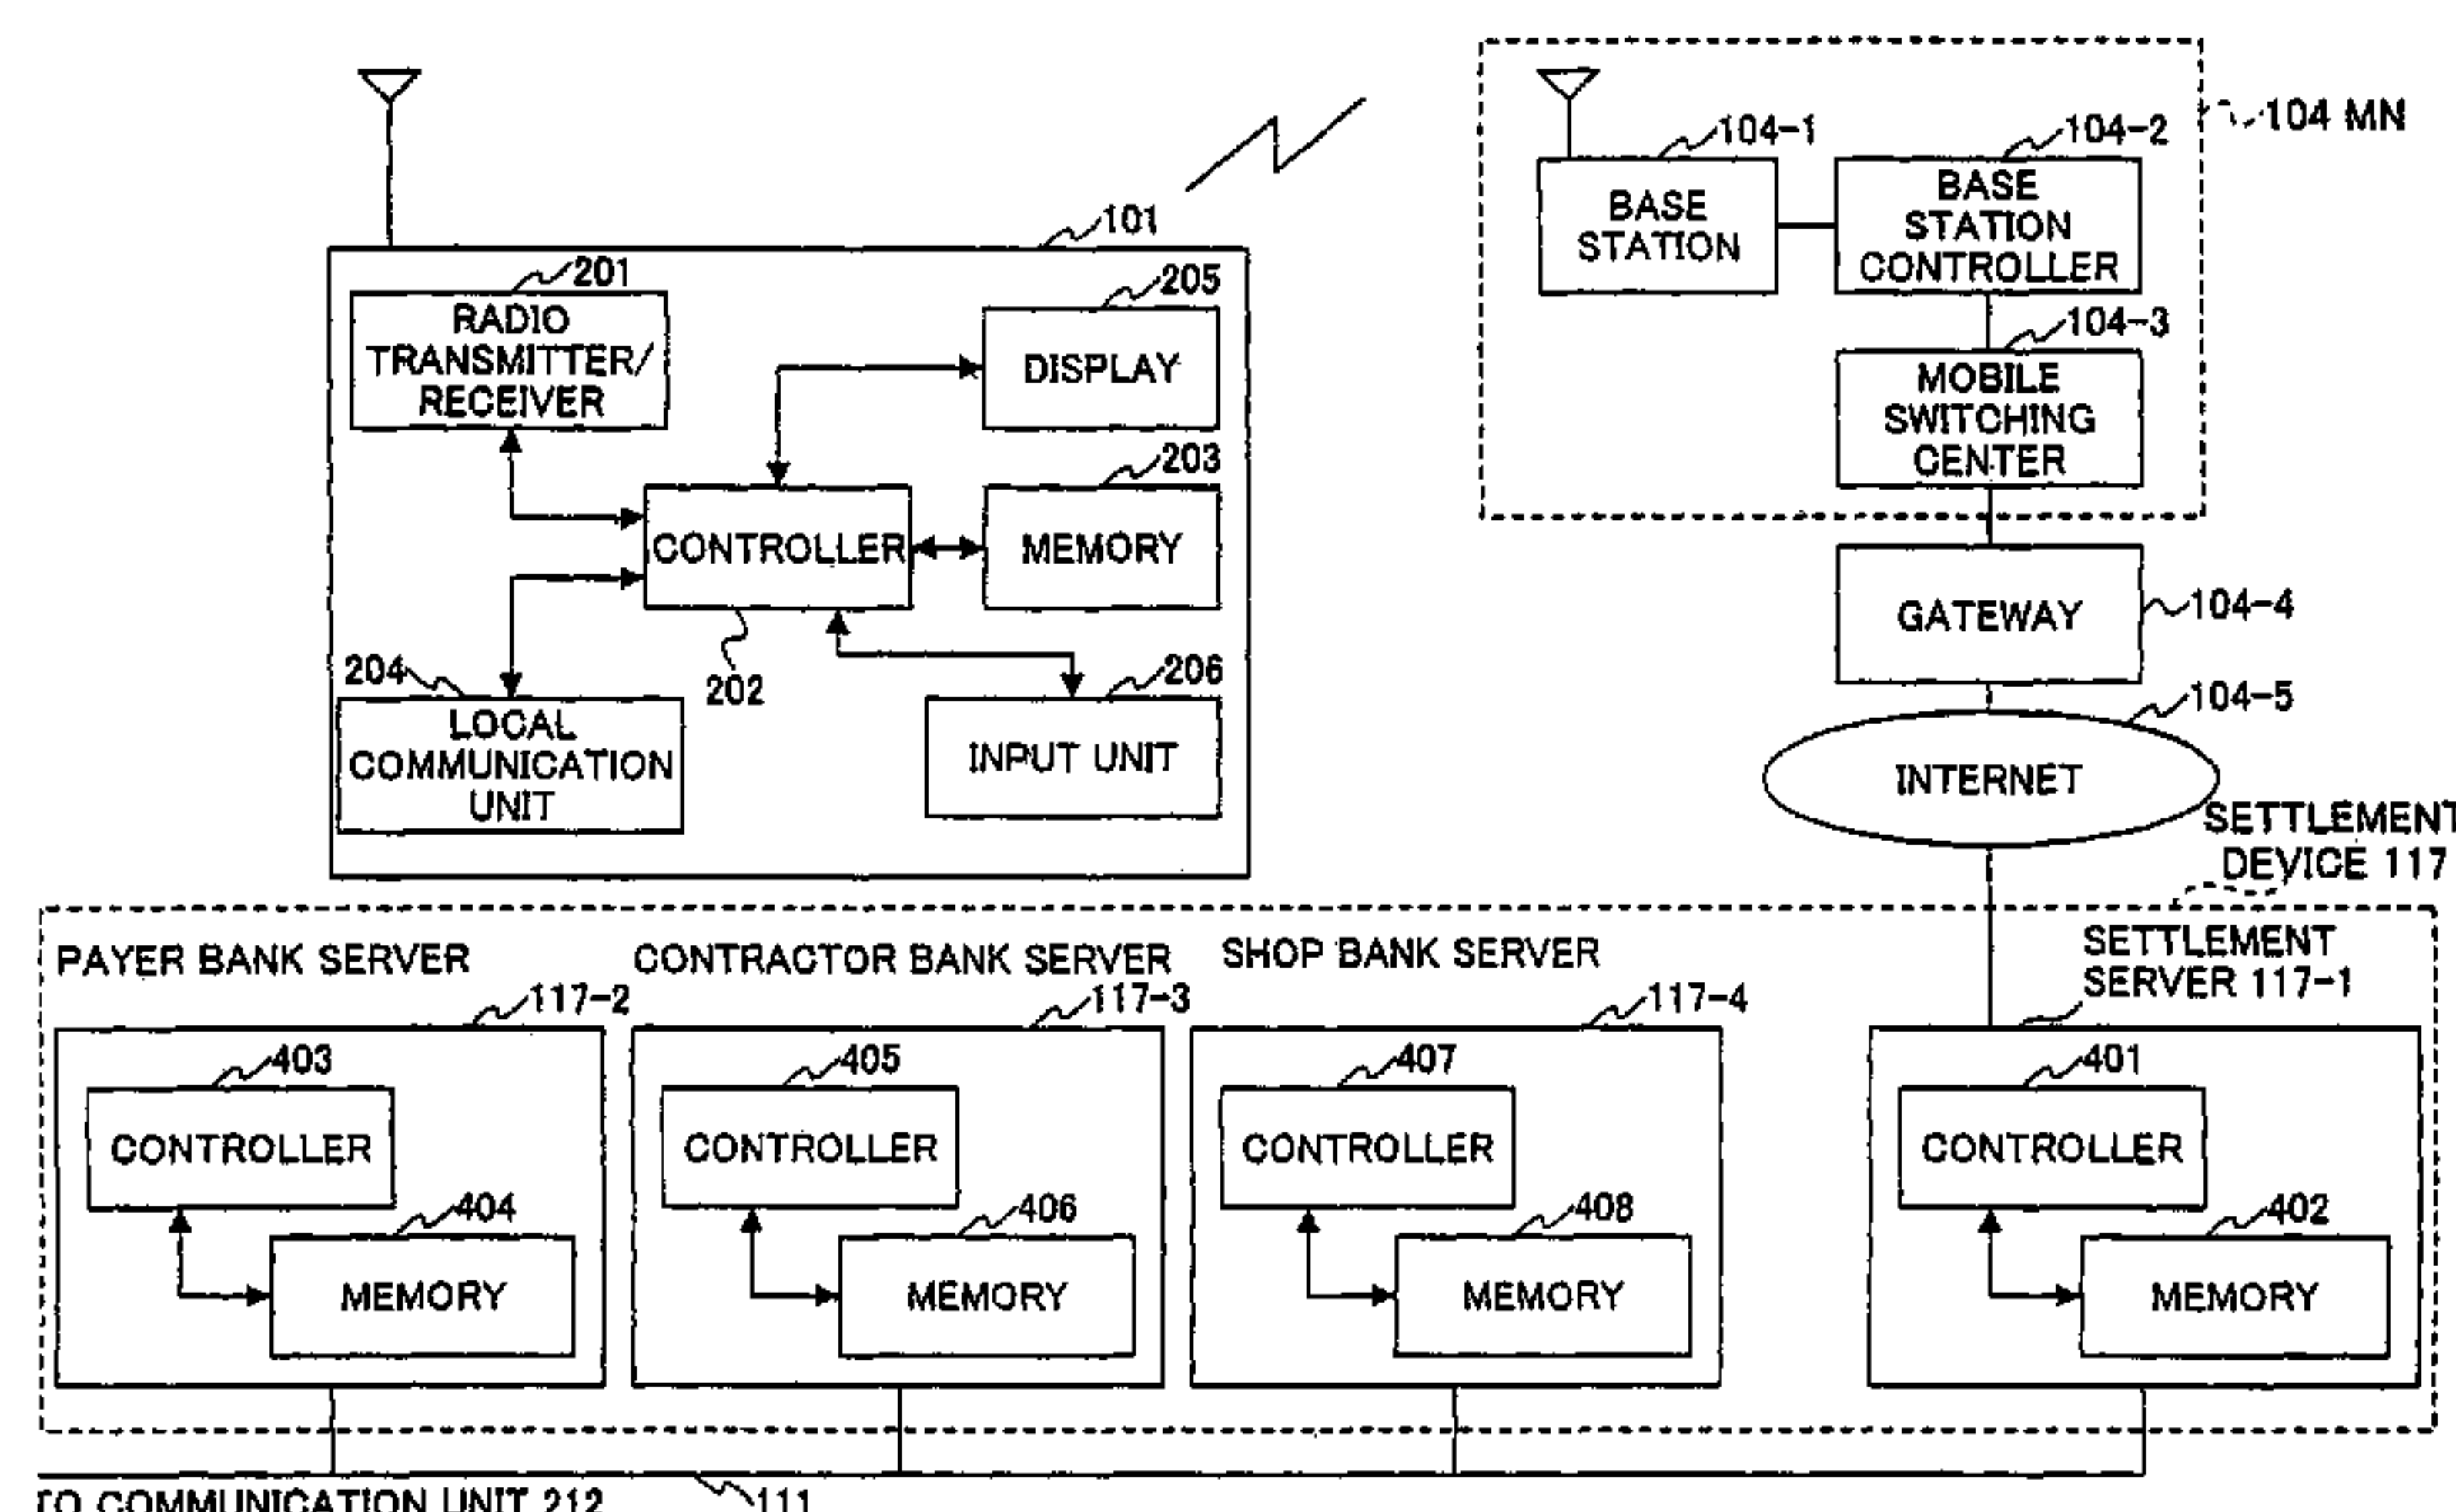 104 MN
104-1
104-2
BASE
STATION
BASE
STATION
CONTROLLER
101
201
RADIO
TRANSMITTER/
RECEIVER
205
DISPLAY
104-3
MOBILE
SWITCHING
CENTER
203
CONTROLLER
MEMORY
202
GATEWAY
104-4
204
LOCAL
COMMUNICATION
UNIT
206
INPUT UNIT
104-5
INTERNET
SETTLEMENT
DEVICE 117
PAYER BANK SERVER
117-2
403
CONTROLLER
404
MEMORY
CONTRACTOR BANK SERVER
117-3
405
CONTROLLER
406
MEMORY
SHOP BANK SERVER
117-4
407
CONTROLLER
408
MEMORY
SETTLEMENT
SERVER 117-1
401
CONTROLLER
402
MEMORY
TO COMMUNICATION UNIT 212
111